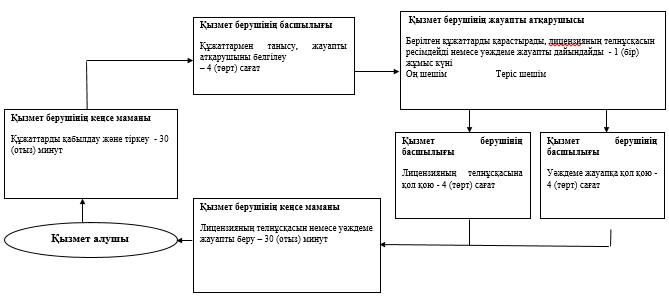 Қызмет берушінің басшылығы
Құжаттармен танысу, жауапты
атқарушыны белгілеу
– 4 (төрт) сағат
Қызмет берушінің жауапты атқарушысы
Берілген құжаттарды қарастырады, лицензияның телнұсқасын
ресімдейді немесе уәждеме жауапты дайындайды - 1 (бір)
жұмыс күні
Оң шешім Теріс шешім
Қызмет берушінің кеңсе маманы
Құжаттарды қабылдау және тіркеу - 30
(отыз) минут
Қызмет берушінің
басшылығы
Лицензияның телнұсқасына
қол қою - 4 (төрт) сағат
Қызмет берушінің
басшылығы
Уәждеме жауапқа қол қою -
4 (төрт) сағат
Қызмет берушінің кеңсе маманы
Лицензияның телнұсқасын немесе уәждеме
жауапты беру – 30 (отыз) минут
Қызмет алушы